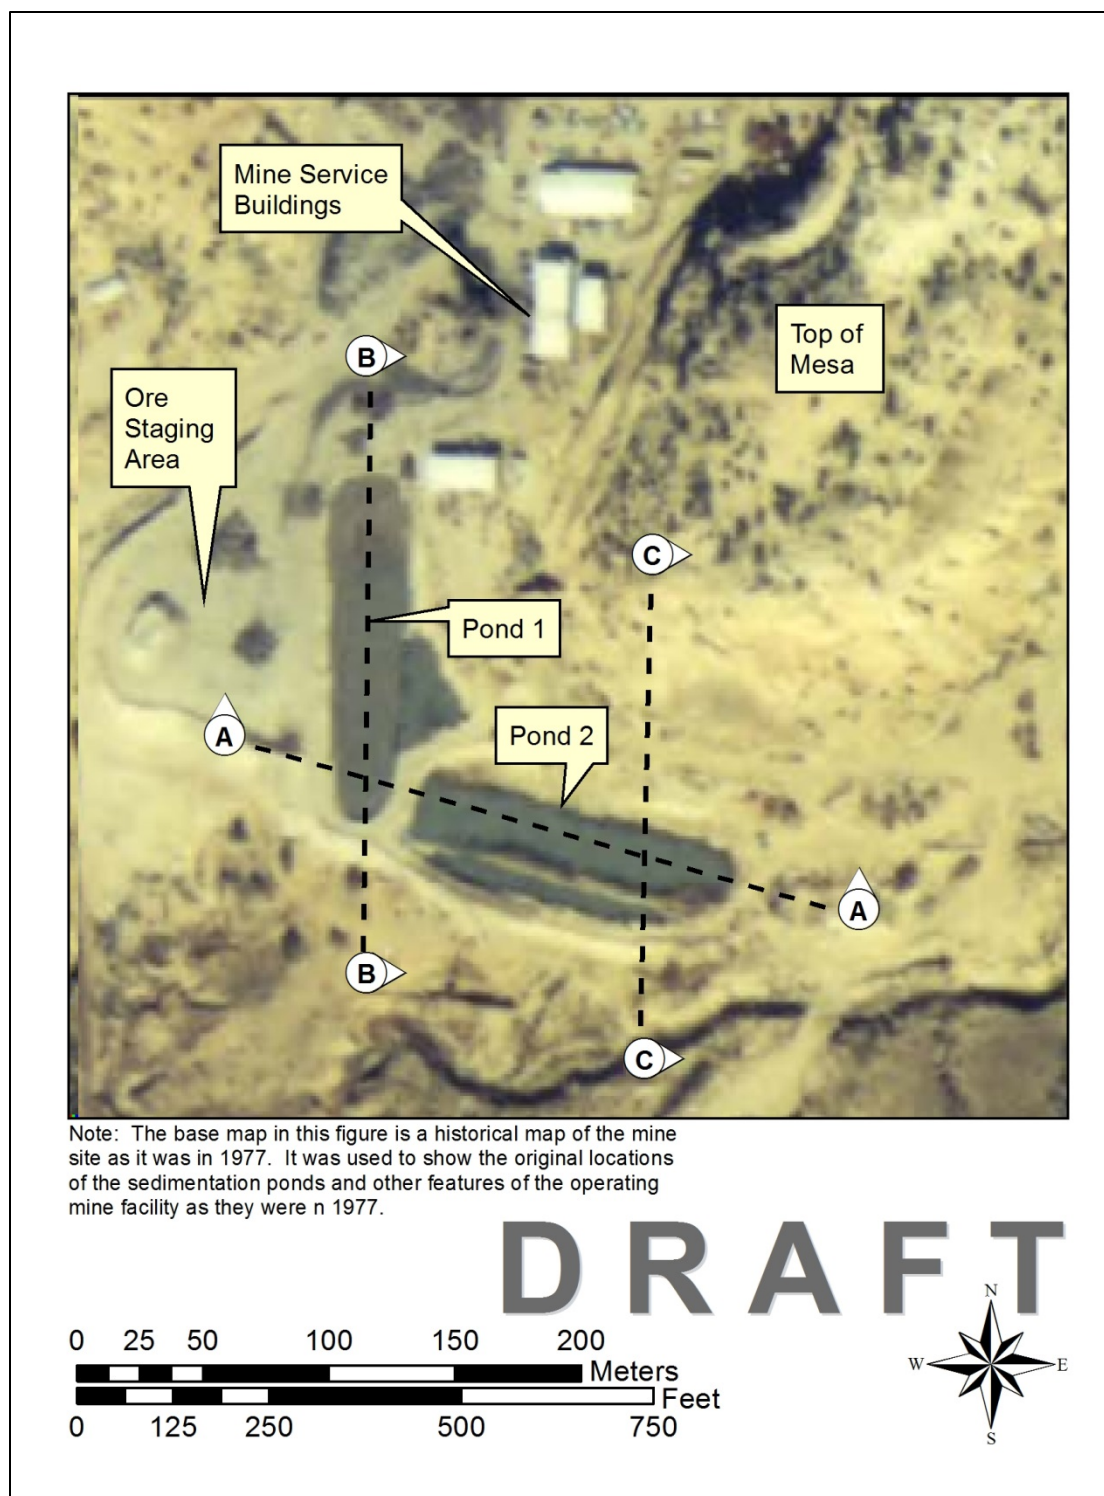 Mine Service
Buildings
B
Top of
Mesa
Ore
Staging
Area
C
Pond 1
A
Pond 2
A
B
C
Note:  The base map in this figure is a historical map of the mine
site as it was in 1977.  It was used to show the original locations
of the sedimentation ponds and other features of the operating
mine facility as they were n 1977.
DRAFT
0 25 50 100 150 200
Meters
Feet
0 125 250 500 750
N
W E
S